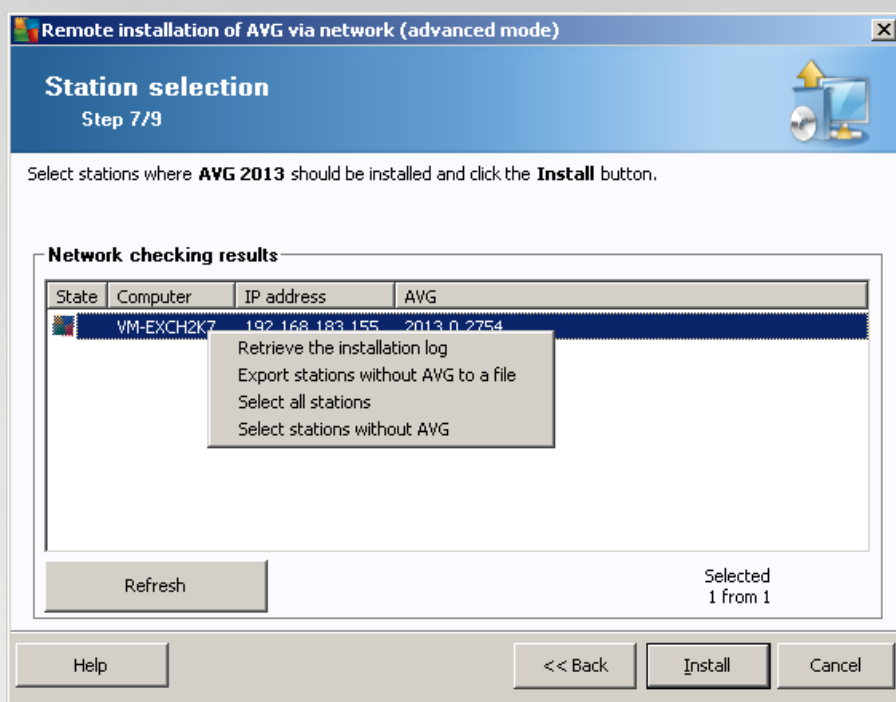 Remote installation of AVG via network (advanced mode)
Station selection
Step 7/9
Select stations where AVG 2013 should be installed and click the Install button.
Network checking results
State Computer IP address AVG
VM-EXCH2K7 192.168.183.155 2013.0.2754
Retrieve the installation log
Export stations without AVG to a file
Select all stations
Select stations without AVG
Refresh
Selected
1 from 1
Help << Back Install Cancel